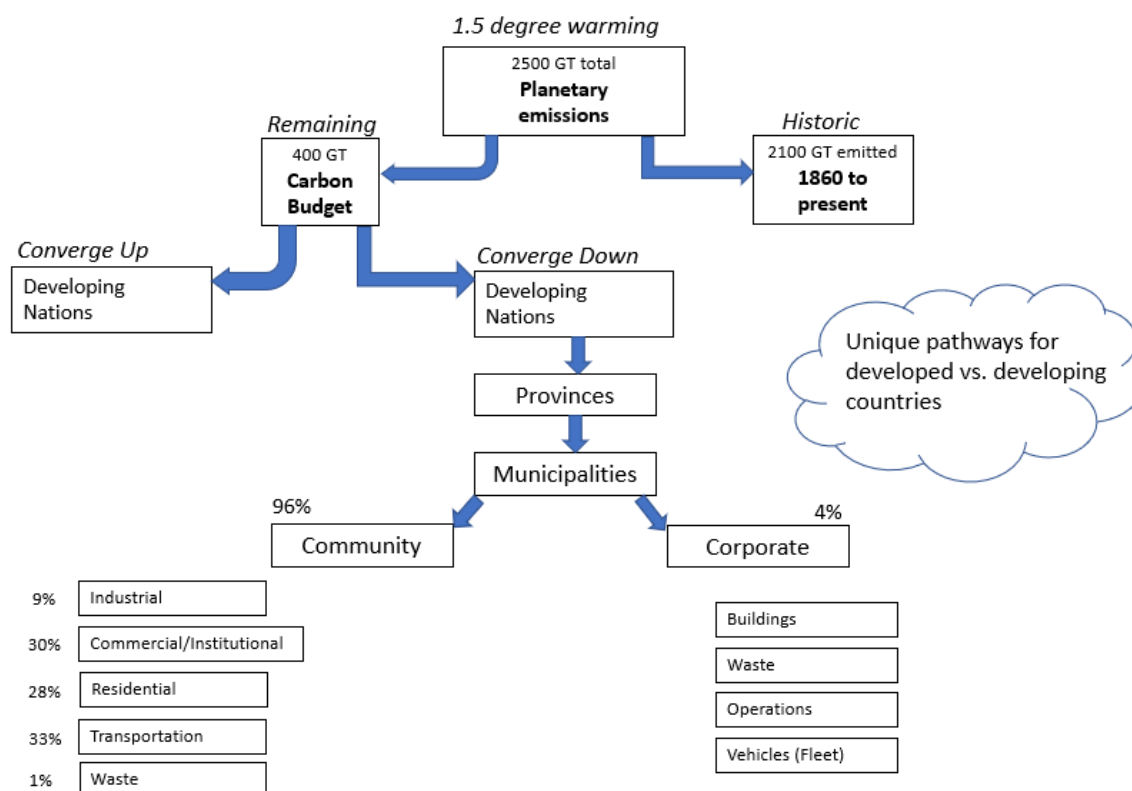 1.5 degree warming
2500 GT total
Planetary
emissions
Remaining
400 GT
Carbon
Budget
Historic
2100 GT emitted
1860 to
present
Converge Up
Developing
Nations
Converge Down
Developing
Nations
Unique pathways for
developed vs. developing
countries
Provinces
Municipalities
96%
Community
4%
Corporate
9% Industrial
30% Commercial/Institutional
28% Residential
33% Transportation
1% Waste
Buildings
Waste
Operations
Vehicles (Fleet)